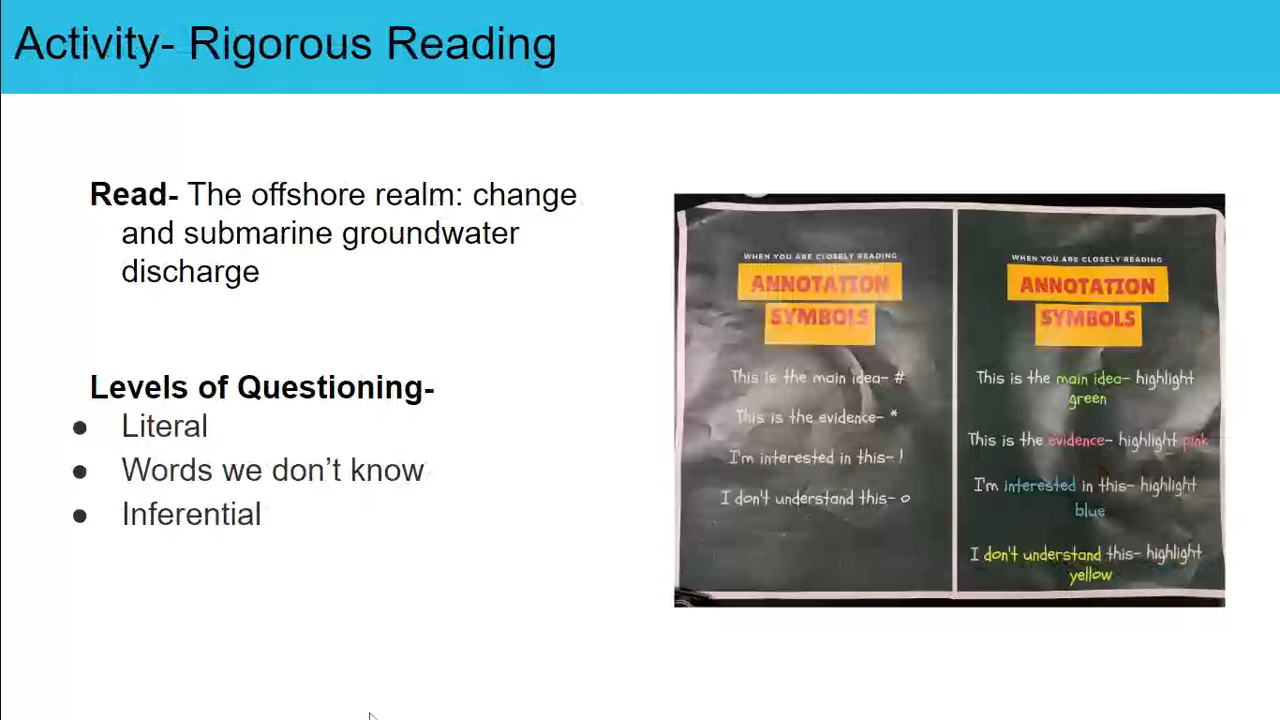 Activity- Rigorous Reading
Read- The offshore realm: change
and submarine groundwater
discharge
Levels of Questioning-
● Literal
● Words we don’t know
● Inferential
WHEN YOU ARE CLOSELY READING
ANNOTATION
SYMBOLS
This is the main idea- #
This is the evidence- *
I'm interested in this- !
I don't understand this- o
WHEN YOU ARE CLOSELY READING
ANNOTATION
SYMBOLS
This is the main idea- highlight
green
This is the evidence- highlight pink
I'm interested in this- highlight
blue
I don't understand this- highlight
yellow